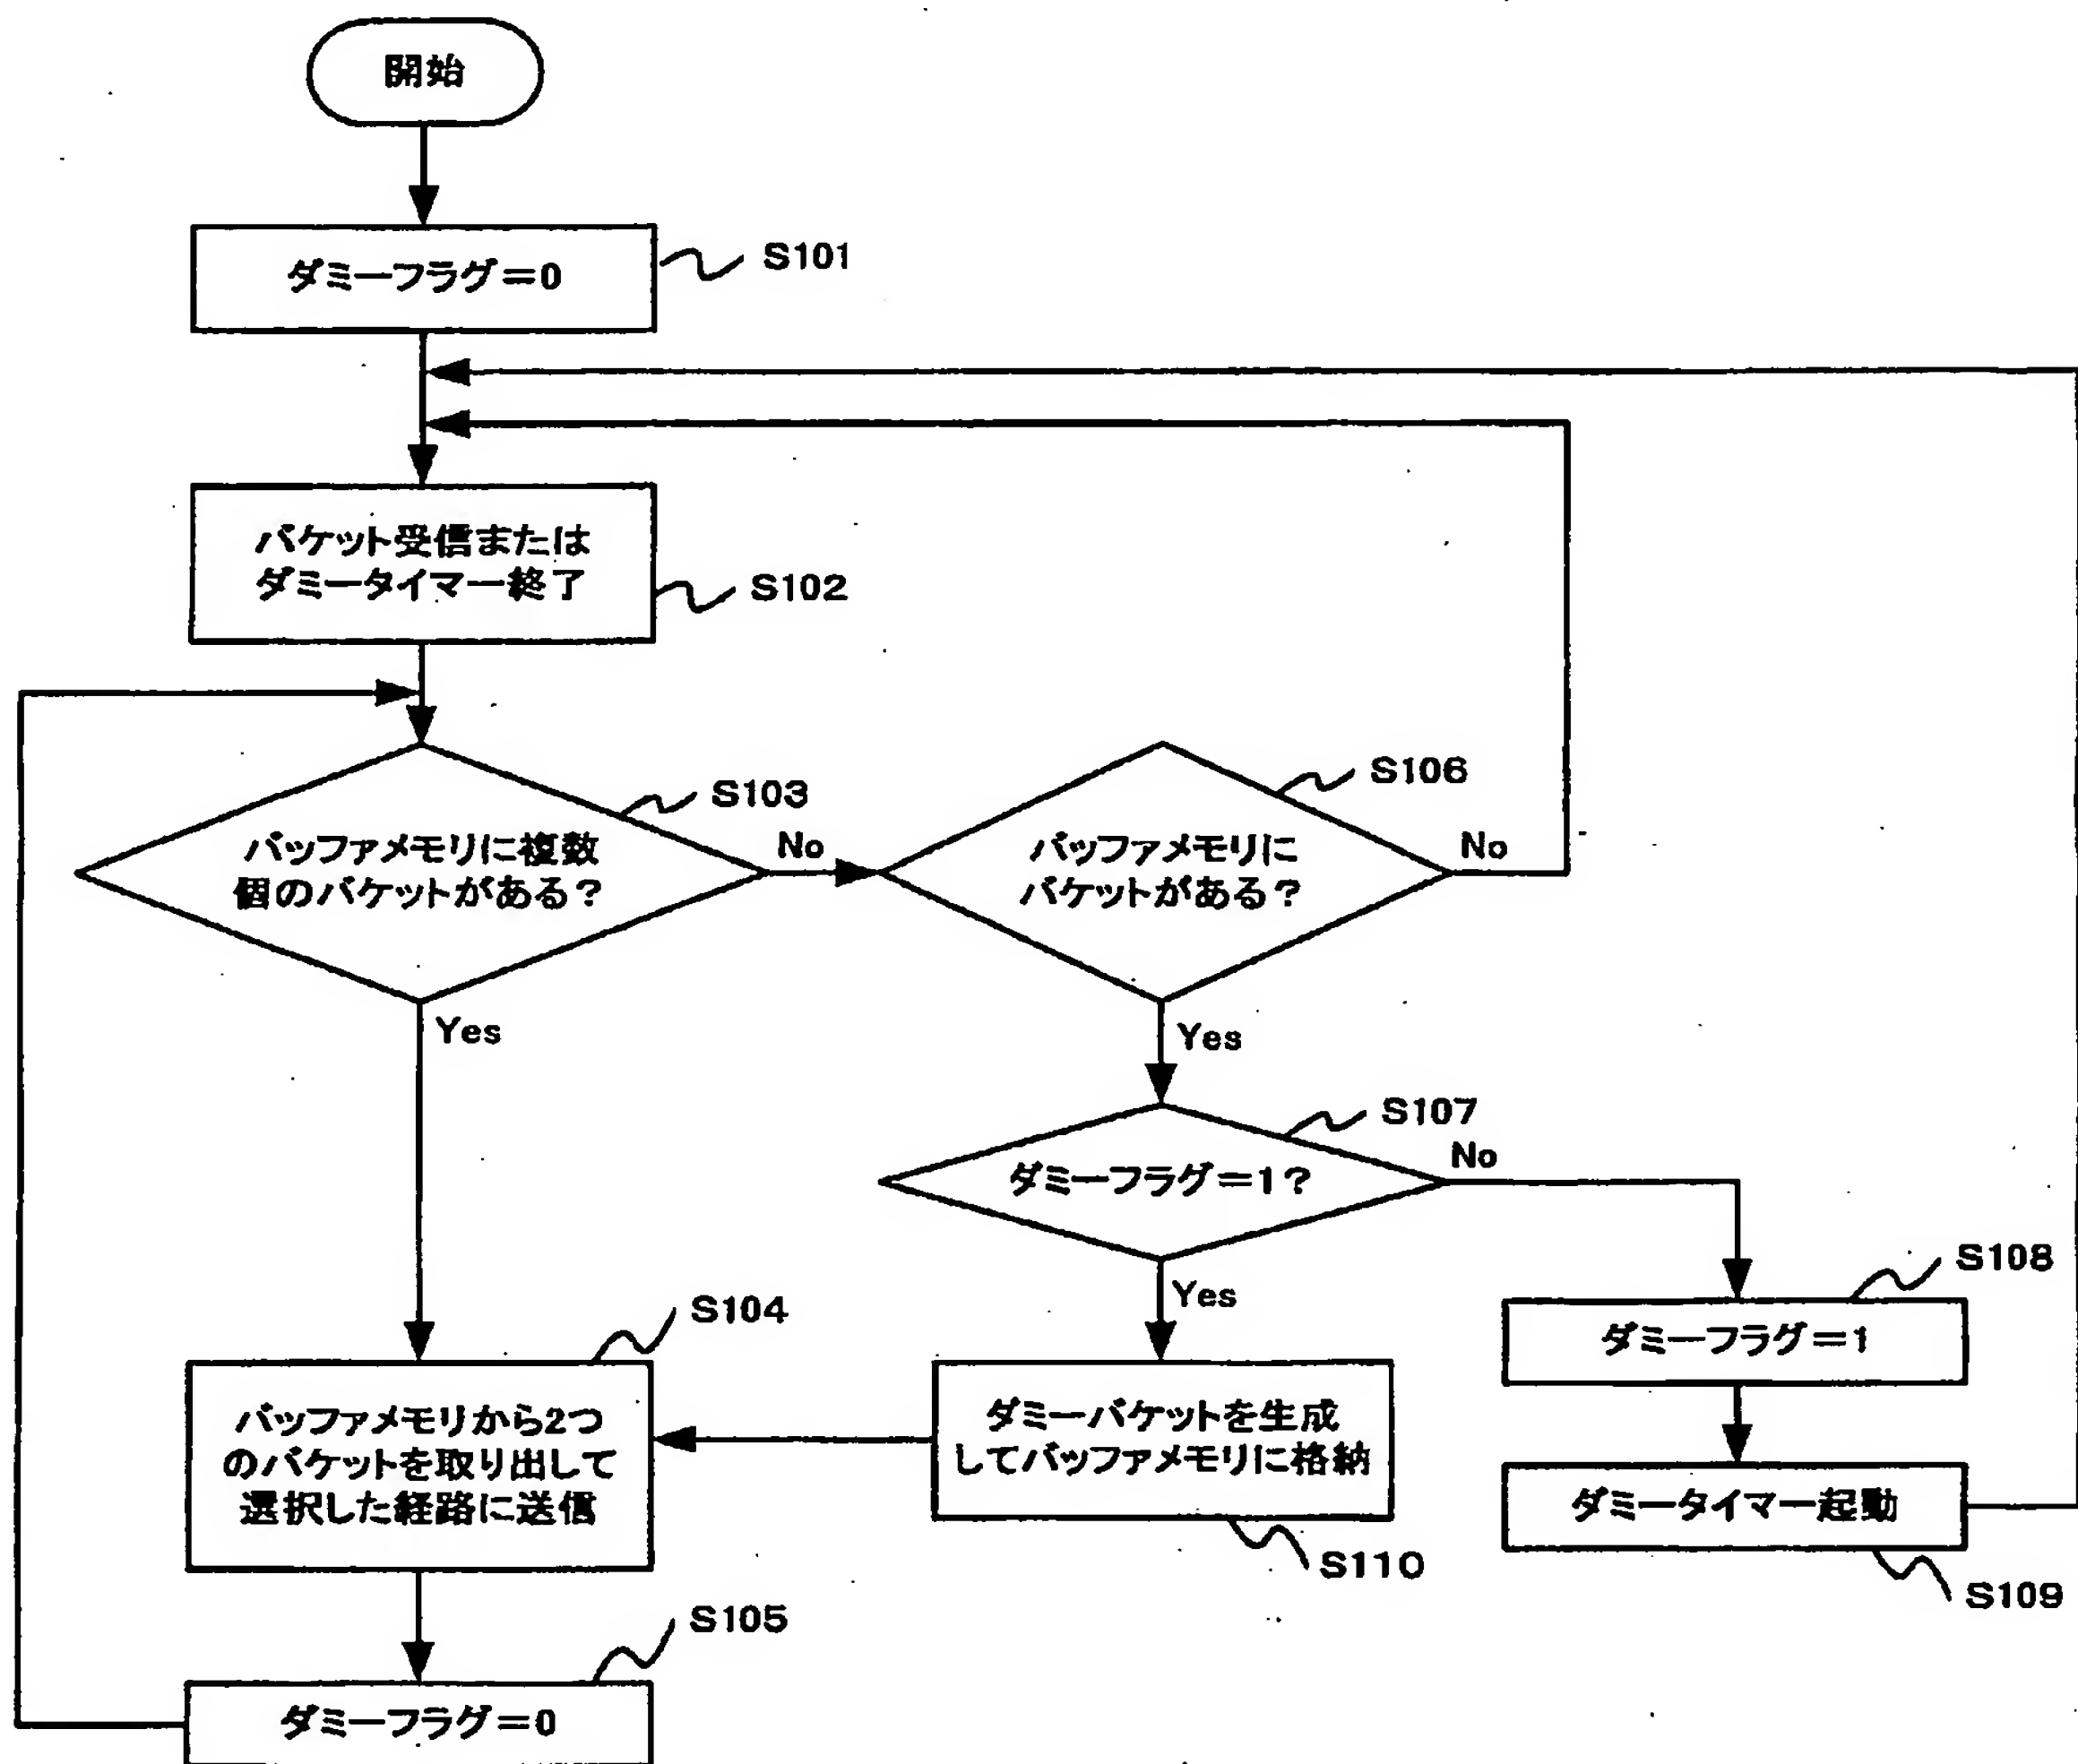 開始
ダミーフラグ=0
S101
パケット受信または
ダミータイマー終了
S102
バッファメモリに複数
個のパケットがある?
S103
No
Yes
バッファメモリに
パケットがある?
S106
No
Yes
ダミーフラグ=1?
S107
No
Yes
ダミーフラグ=1
S108
ダミータイマー起動
S109
ダミーパケットを生成
してバッファメモリに格納
S110
バッファメモリから2つ
のパケットを取り出して
選択した経路に送信
S104
ダミーフラグ=0
S105